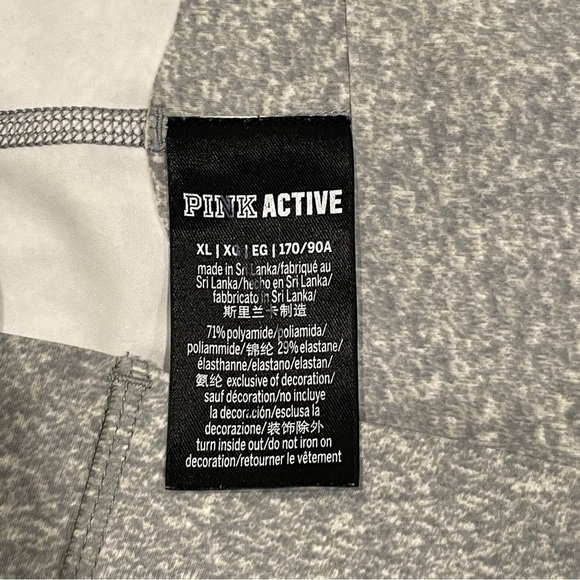 PINK ACTIVE
XL | XG | EG | 170/90A
made in Sri Lanka/fabriqué au
Sri Lanka/hecho en Sri Lanka/
fabbricato in Sri Lanka/
斯里兰卡制造
71% polyamide/poliamida/
poliammide/锦纶 29% elastane/
élasthanne/elastano/elastan/
氨纶 exclusive of decoration/
sauf décoration/no incluye
la decoración/esclusa la
decorazione/装饰除外
turn inside out/do not iron on
decoration/retourner le vêtement